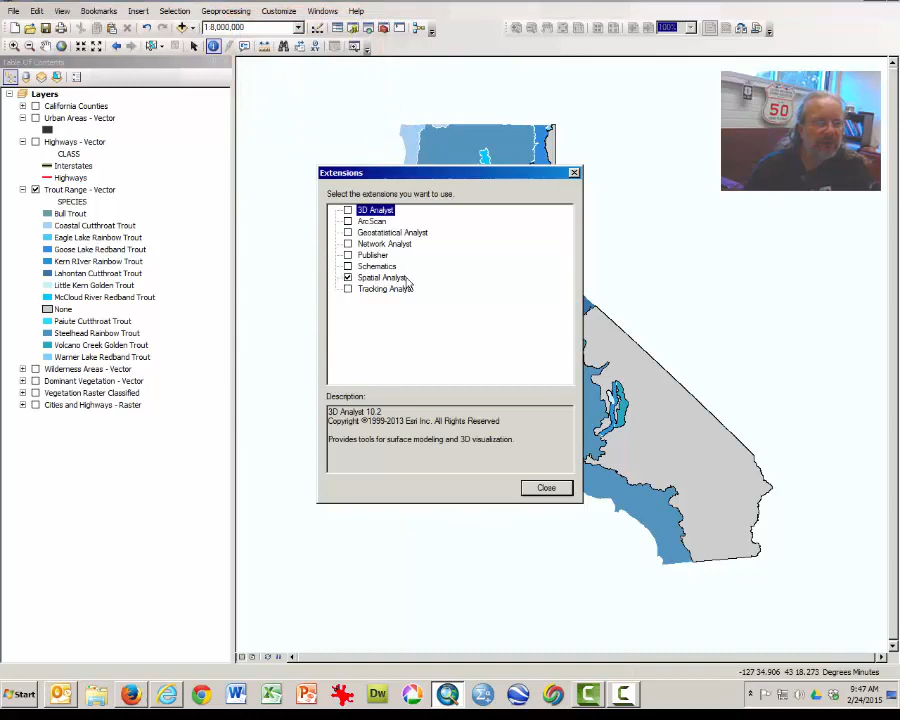 File Edit View Bookmarks Insert Selection Geoprocessing Customize Windows Help
1:8,000,000
100%
Table Of Contents
Layers
California Counties
Urban Areas - Vector
Highways - Vector
CLASS
Interstates
Highways
Trout Range - Vector
SPECIES
Bull Trout
Coastal Cutthroat Trout
Eagle Lake Rainbow Trout
Goose Lake Redband Trout
Kern RIver Rainbow Trout
Lahontan Cutthroat Trout
Little Kern Golden Trout
McCloud River Redband Trout
None
Paiute Cutthroat Trout
Steelhead Rainbow Trout
Volcano Creek Golden Trout
Warner Lake Redband Trout
Wilderness Areas - Vector
Dominant Vegetation - Vector
Vegetation Raster Classified
Cities and Highways - Raster
50
Extensions
Select the extensions you want to use.
3D Analyst
ArcScan
Geostatistical Analyst
Network Analyst
Publisher
Schematics
Spatial Analyst
Tracking Analyst
Description:
3D Analyst 10.2
Copyright ©1999-2013 Esri Inc. All Rights Reserved
Provides tools for surface modeling and 3D visualization.
Close
-127 34.906 43 18.273 Degrees Minutes
Start
Dw
9:47 AM
2/24/2015